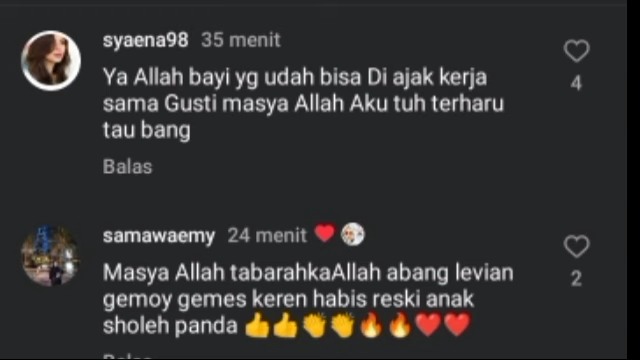 syaena98 35 menit
Ya Allah bayi yg udah bisa Di ajak kerja
4
sama Gusti masya Allah Aku tuh terharu
tau bang
Balas
samawaemy 24 menit ❤️
Masya Allah tabarahkaAllah abang levian
2
gemoy gemes keren habis reski anak
sholeh panda 👍👍👏👏🔥🔥❤️❤️
Balas